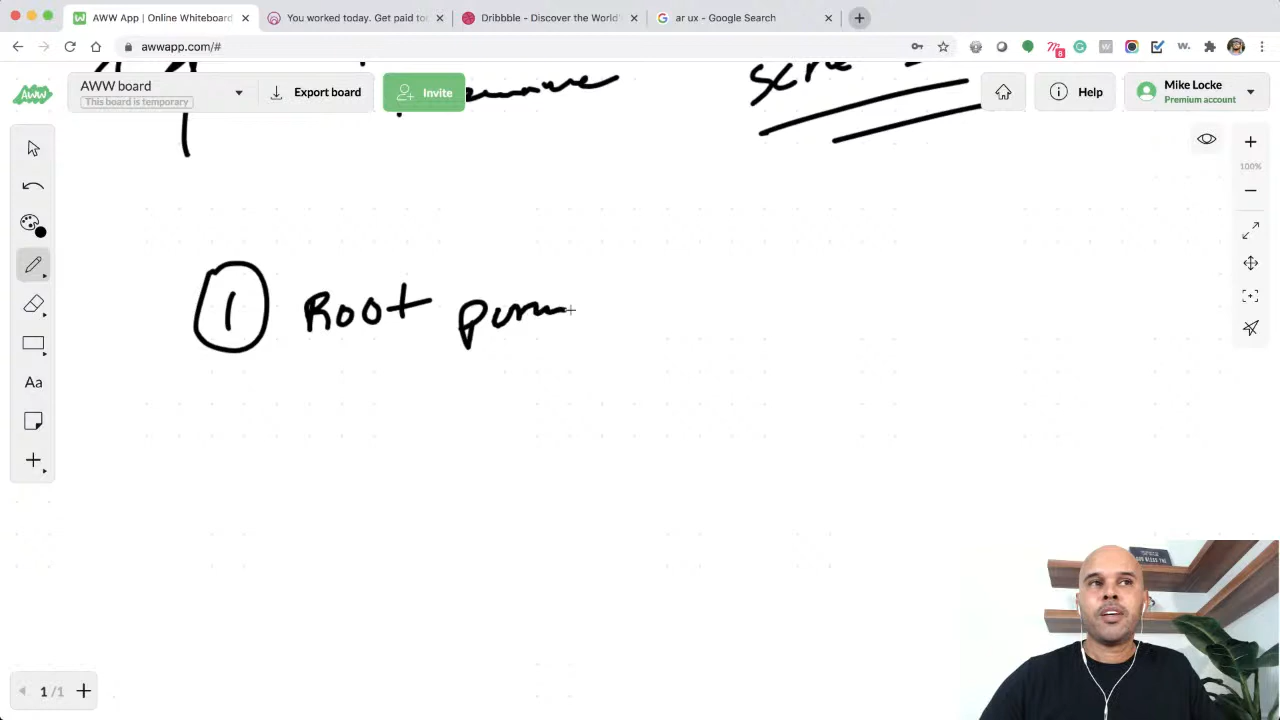 AWW App | Online Whiteboard
You worked today. Get paid to
Dribbble - Discover the World's
ar ux - Google Search
awwapp.com/#
8
AWW
AWW board
This board is temporary
Export board
Invite
Help
Mike Locke
Premium account
100%
1 Root
Aa
1 / 1